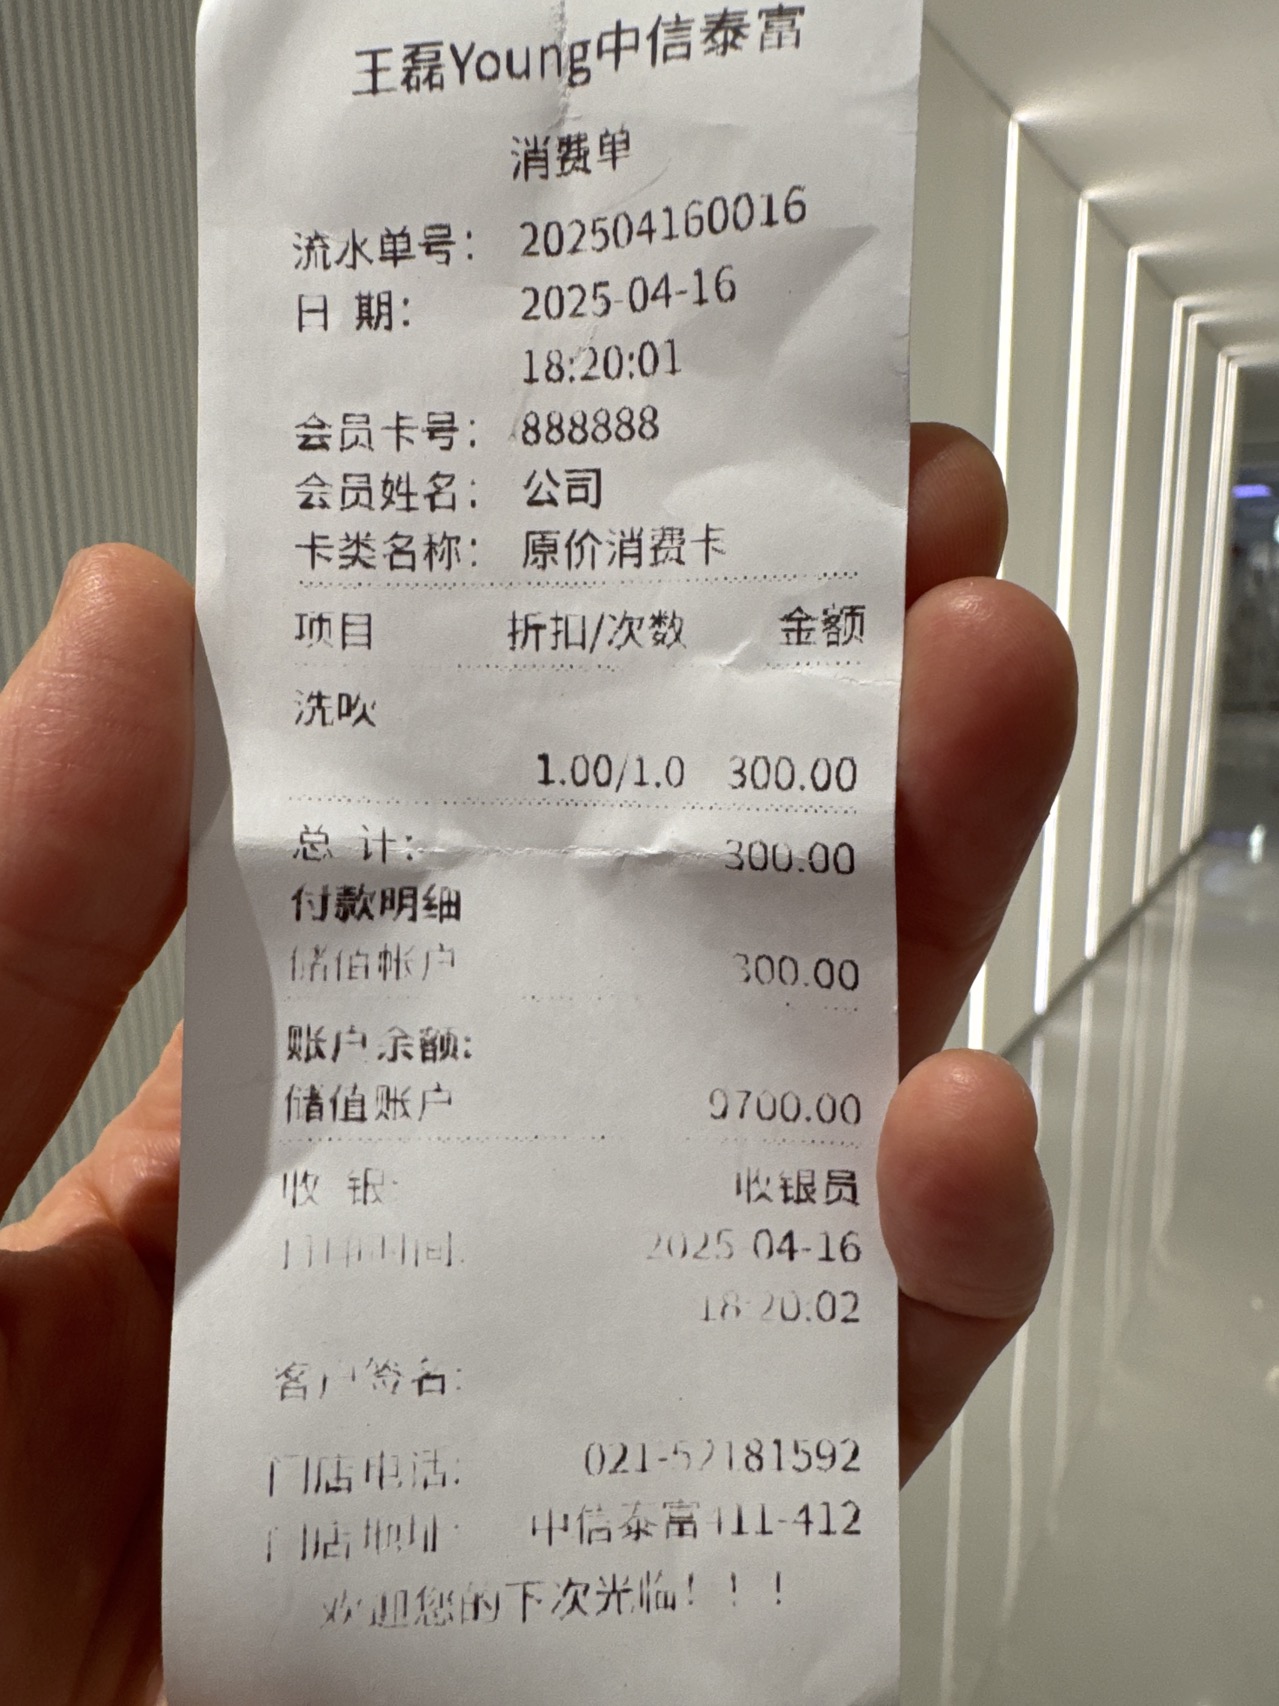 王磊Young中信泰富
消费单
流水单号： 202504160016
日 期： 2025-04-16
18:20:01
会员卡号： 888888
会员姓名： 公司
卡类名称： 原价消费卡
项目 折扣/次数 金额
洗吹
1.00/1.0 300.00
总 计： 300.00
付款明细
储值帐户 300.00
账户余额:
储值账户 9700.00
收 银: 收银员
打印时间: 2025-04-16
18:20:02
客户签名:
门店电话: 021-52181592
门店地址: 中信泰富411-412
欢迎您的下次光临！！！